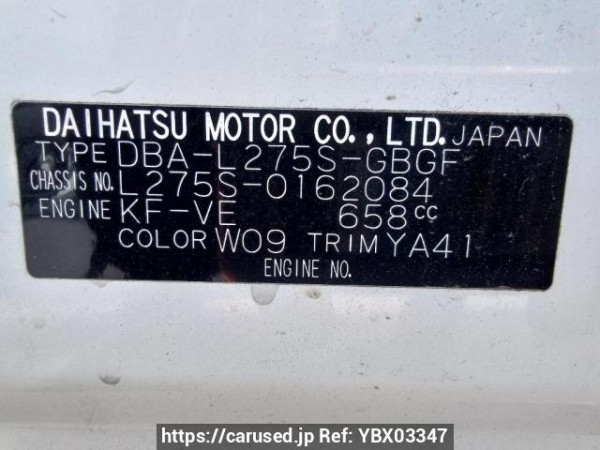 DAIHATSU MOTOR CO., LTD. JAPAN
TYPE DBA-L275S-GBGF
CHASSIS NO. L275S-0162084
ENGINE KF-VE 658cc
COLOR W09 TRIM YA41
ENGINE NO.
https://carused.jp Ref: YBX03347